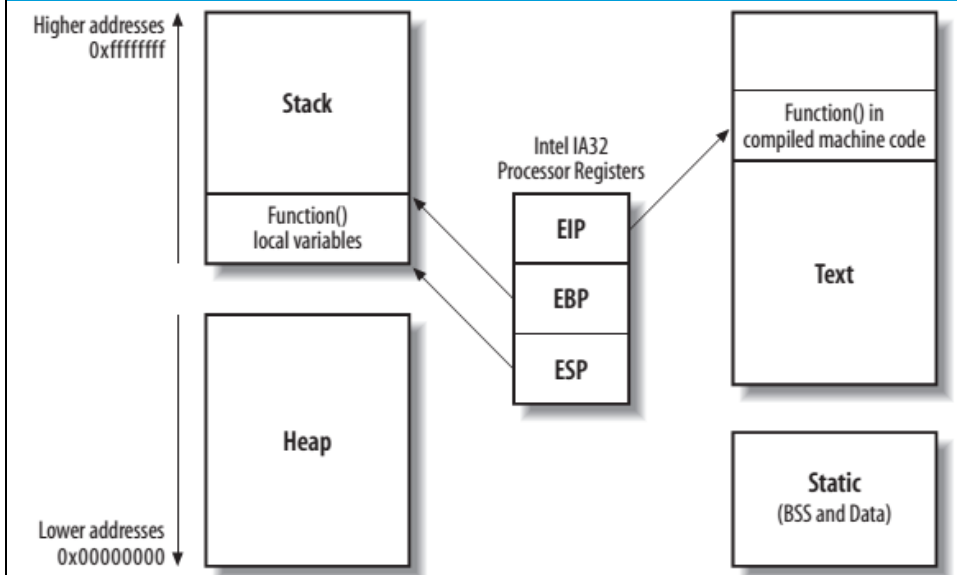 Higher addresses
0xffffffff
Stack
Function()
local variables
Heap
Lower addresses
0x00000000
Intel IA32
Processor Registers
EIP
EBP
ESP
Function() in
compiled machine code
Text
Static
(BSS and Data)